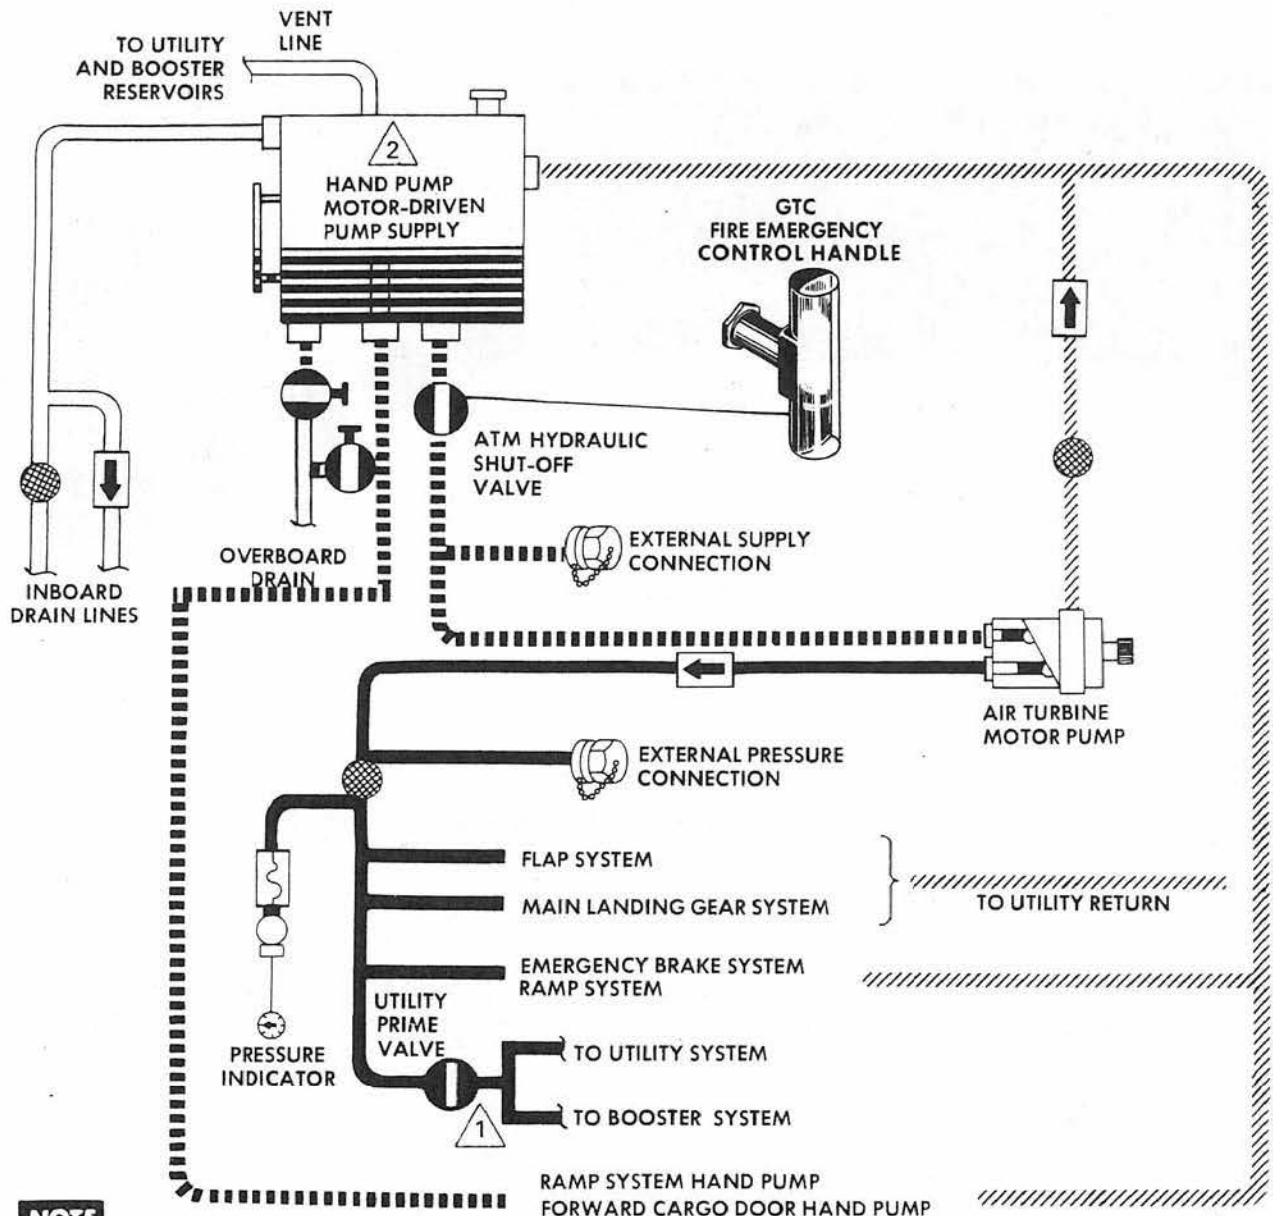 VENT
LINE
TO UTILITY
AND BOOSTER
RESERVOIRS
2
HAND PUMP
MOTOR-DRIVEN
PUMP SUPPLY
GTC
FIRE EMERGENCY
CONTROL HANDLE
ATM HYDRAULIC
SHUT-OFF
VALVE
OVERBOARD
DRAIN
EXTERNAL SUPPLY
CONNECTION
INBOARD
DRAIN LINES
AIR TURBINE
MOTOR PUMP
EXTERNAL PRESSURE
CONNECTION
FLAP SYSTEM
MAIN LANDING GEAR SYSTEM
TO UTILITY RETURN
EMERGENCY BRAKE SYSTEM
RAMP SYSTEM
UTILITY
PRIME
VALVE
PRESSURE
INDICATOR
TO UTILITY SYSTEM
TO BOOSTER SYSTEM
1
RAMP SYSTEM HAND PUMP
FORWARD CARGO DOOR HAND PUMP
NOTE